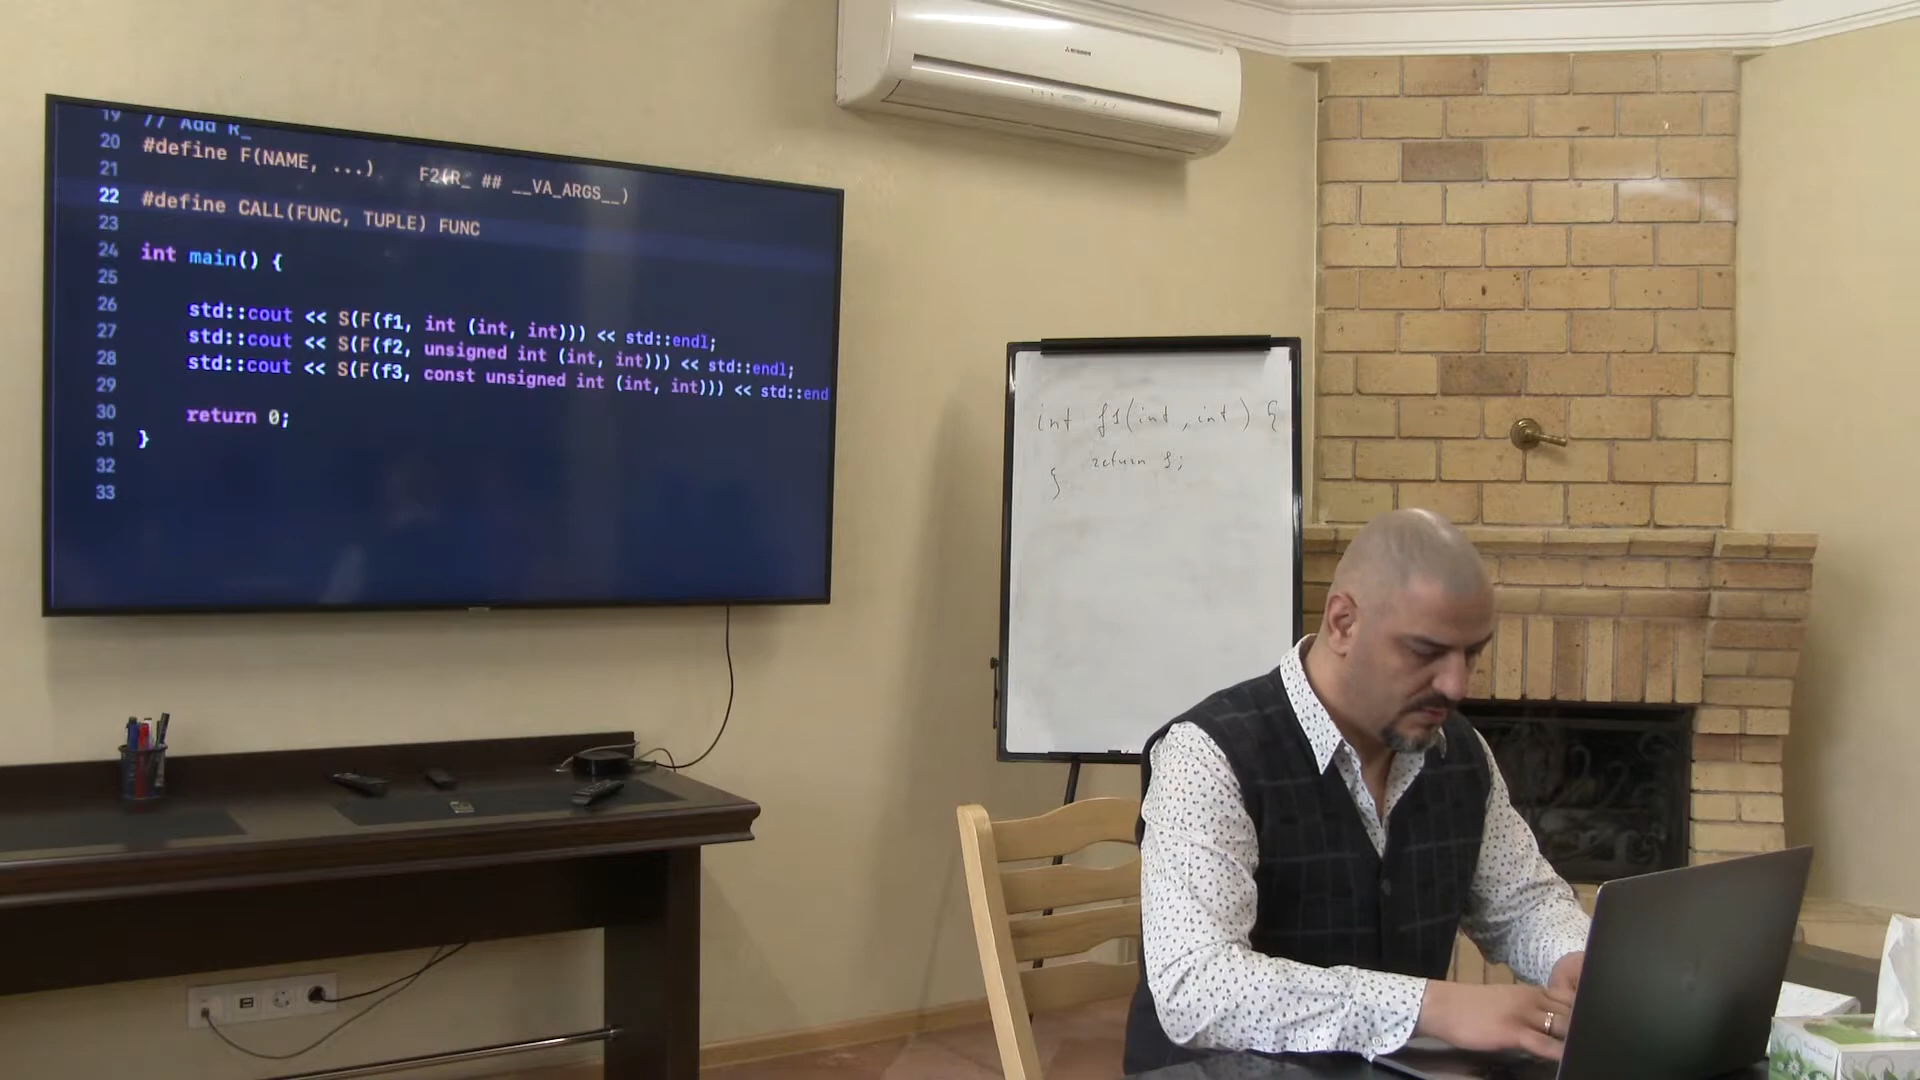 19 // Add R_
20 #define F(NAME, ...) F2(R_ ## __VA_ARGS__)
21
22 #define CALL(FUNC, TUPLE) FUNC
23
24 int main() {
25
26 std::cout << S(F(f1, int (int, int))) << std::endl;
27 std::cout << S(F(f2, unsigned int (int, int))) << std::endl;
28 std::cout << S(F(f3, const unsigned int (int, int))) << std::end
29
30 return 0;
31 }
32
33
int f1(int, int) {
return 1;
}